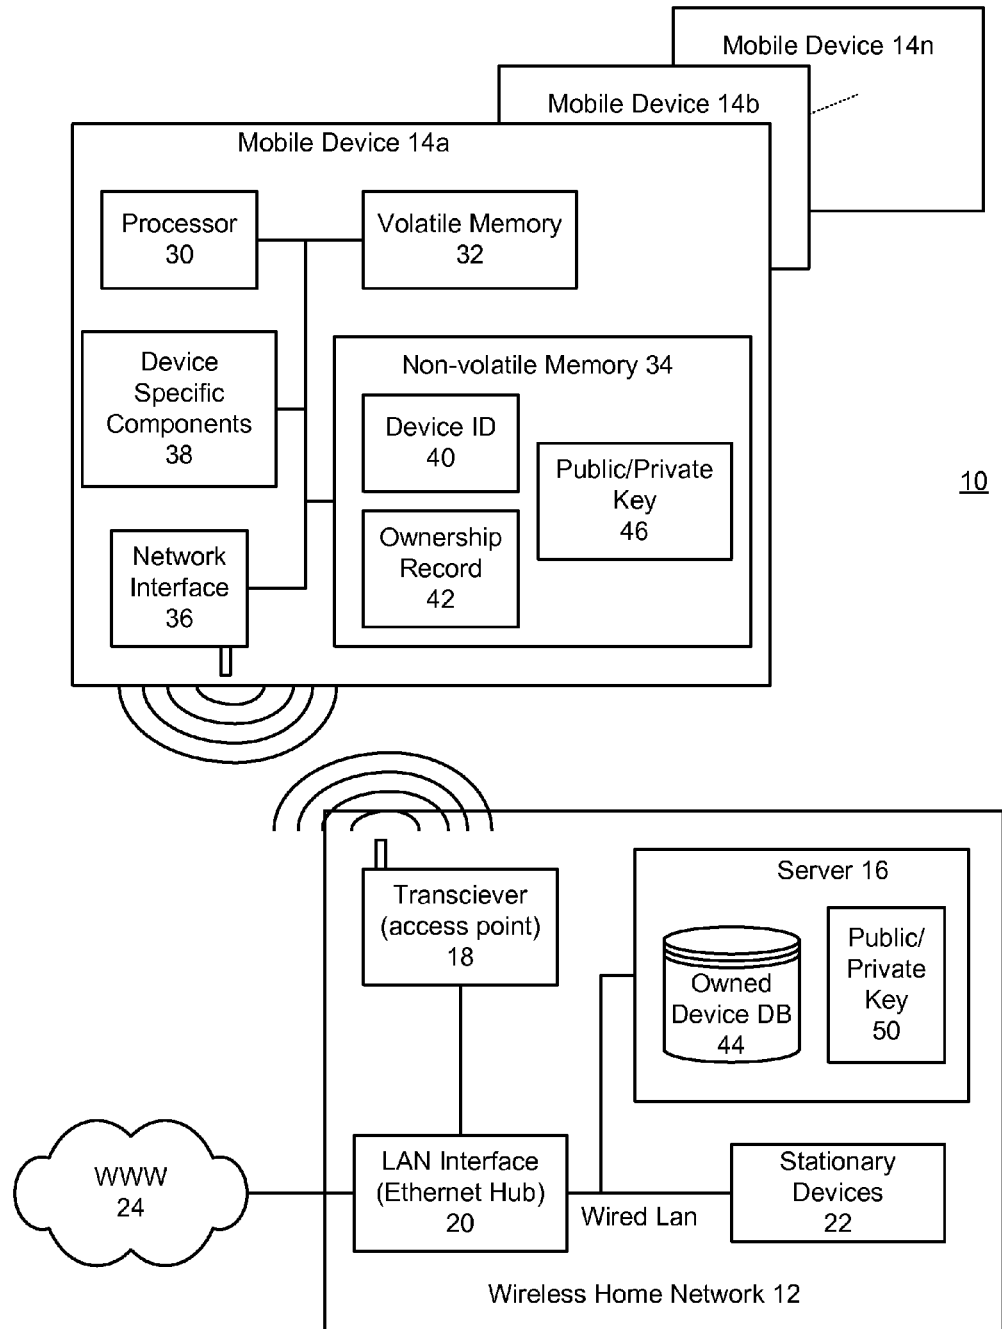 Mobile Device 14n
Mobile Device 14b
Mobile Device 14a
Processor
30
Volatile Memory
32
Device
Specific
Components
38
Non-volatile Memory 34
Device ID
40
Public/Private
Key
46
Ownership
Record
42
Network
Interface
36
10
Transciever
(access point)
18
Server 16
Owned
Device DB
44
Public/
Private
Key
50
WWW
24
LAN Interface
(Ethernet Hub)
20
Wired Lan
Stationary
Devices
22
Wireless Home Network 12